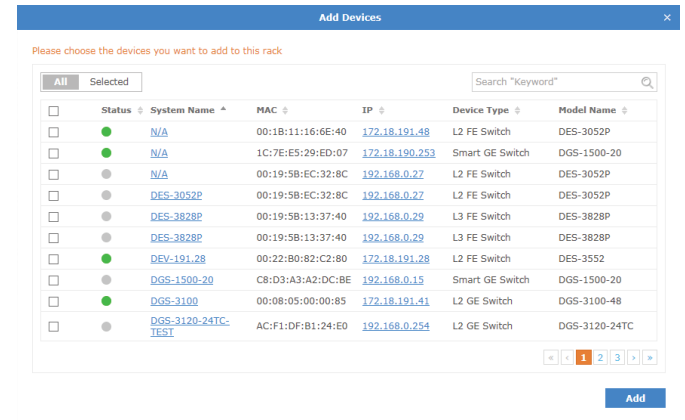 Add Devices ×
Please choose the devices you want to add to this rack
All Selected Search "Keyword"
Status System Name MAC IP Device Type Model Name
N/A 00:1B:11:16:6E:40 172.18.191.48 L2 FE Switch DES-3052P
N/A 1C:7E:E5:29:ED:07 172.18.190.253 Smart GE Switch DGS-1500-20
N/A 00:19:5B:EC:32:8C 192.168.0.27 L2 FE Switch DES-3052P
DES-3052P 00:19:5B:EC:32:8C 192.168.0.27 L2 FE Switch DES-3052P
DES-3828P 00:19:5B:13:37:40 192.168.0.29 L3 FE Switch DES-3828P
DES-3828P 00:19:5B:13:37:40 192.168.0.29 L3 FE Switch DES-3828P
DEV-191.28 00:22:B0:82:C2:80 172.18.191.28 L2 FE Switch DES-3552
DGS-1500-20 C8:D3:A3:A2:DC:BE 192.168.0.15 Smart GE Switch DGS-1500-20
DGS-3100 00:08:05:00:00:85 172.18.191.41 L2 GE Switch DGS-3100-48
DGS-3120-24TC-
TEST AC:F1:DF:B1:24:E0 192.168.0.254 L2 GE Switch DGS-3120-24TC
« ‹ 1 2 3 › »
Add